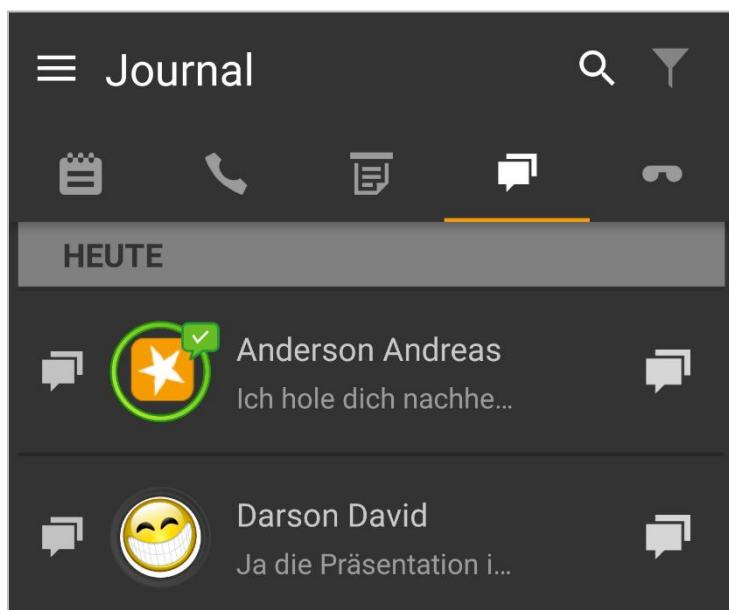 Journal
HEUTE
Anderson Andreas
Ich hole dich nachhe...
Darson David
Ja die Präsentation i...